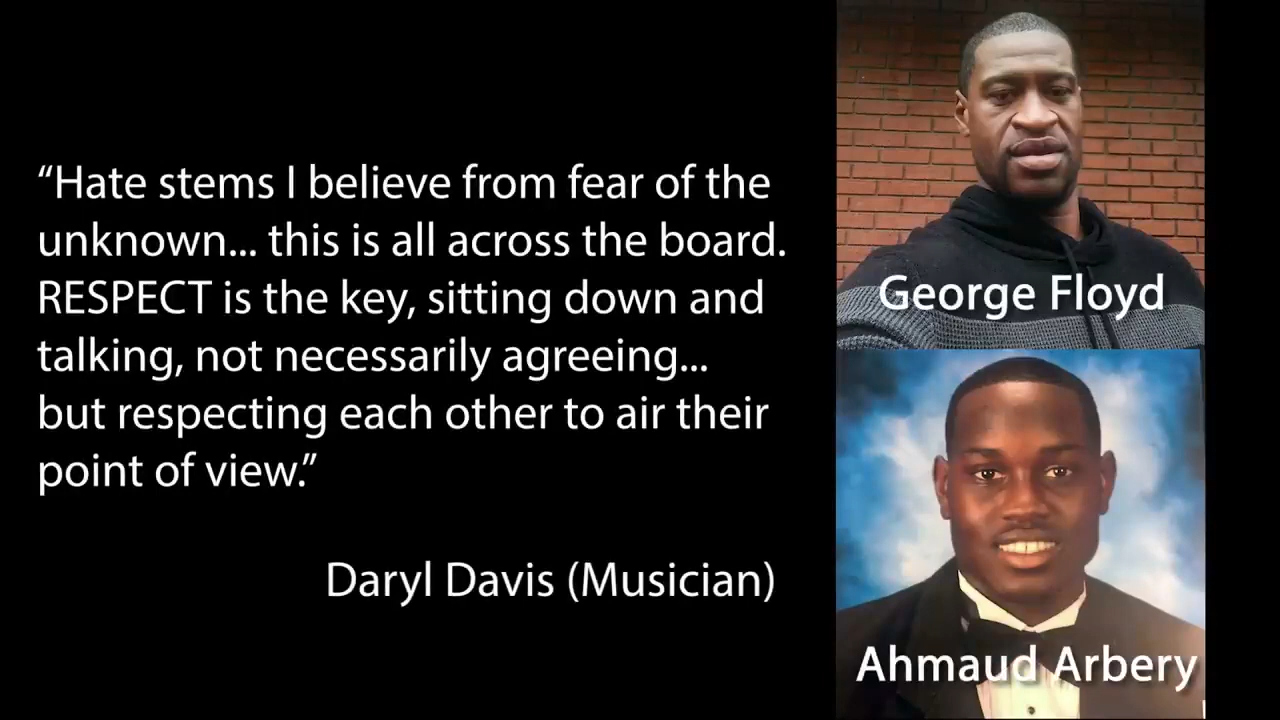 “Hate stems I believe from fear of the
unknown... this is all across the board.
RESPECT is the key, sitting down and
talking, not necessarily agreeing...
but respecting each other to air their
point of view.”
Daryl Davis (Musician)
George Floyd
Ahmaud Arbery